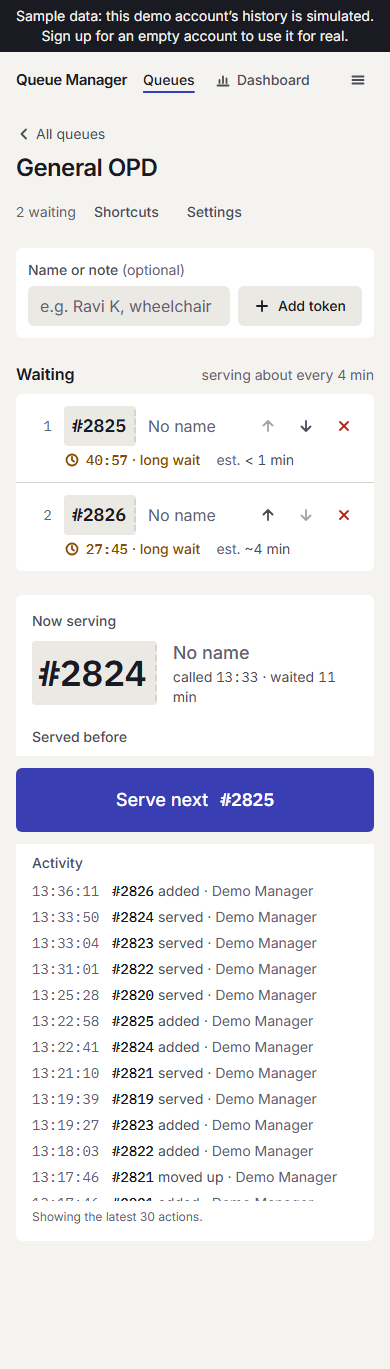 Sample data: this demo account’s history is simulated.
Sign up for an empty account to use it for real.
Queue Manager Queues Dashboard
All queues
General OPD
2 waiting Shortcuts Settings
Name or note (optional)
e.g. Ravi K, wheelchair
Add token
Waiting serving about every 4 min
1 #2825 No name
40:57 · long wait est. < 1 min
2 #2826 No name
27:45 · long wait est. ~4 min
Now serving
#2824
No name
called 13:33 · waited 11
min
Served before
Serve next #2825
Activity
13:36:11 #2826 added · Demo Manager
13:33:50 #2824 served · Demo Manager
13:33:04 #2823 served · Demo Manager
13:31:01 #2822 served · Demo Manager
13:25:28 #2820 served · Demo Manager
13:22:58 #2825 added · Demo Manager
13:22:41 #2824 added · Demo Manager
13:21:10 #2821 served · Demo Manager
13:19:39 #2819 served · Demo Manager
13:19:27 #2823 added · Demo Manager
13:18:03 #2822 added · Demo Manager
13:17:46 #2821 moved up · Demo Manager
Showing the latest 30 actions.